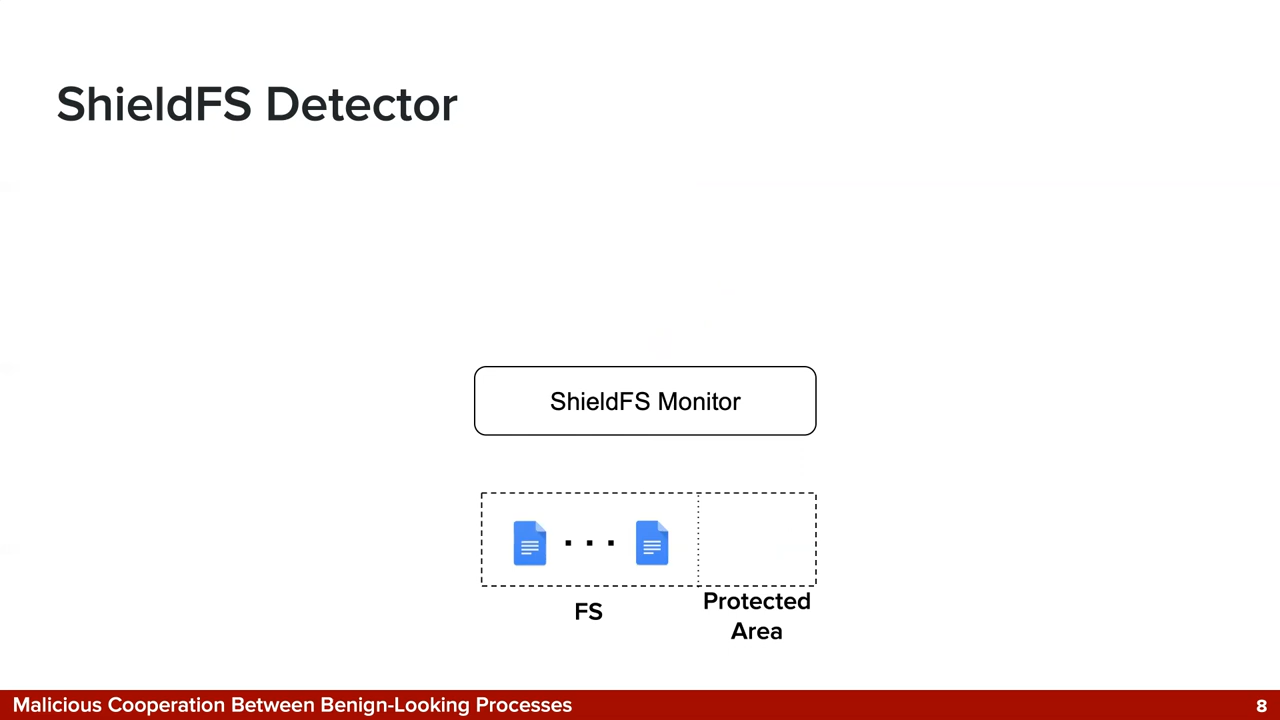 ShieldFS Detector
ShieldFS Monitor
. . .
FS
Protected
Area
Malicious Cooperation Between Benign-Looking Processes
8